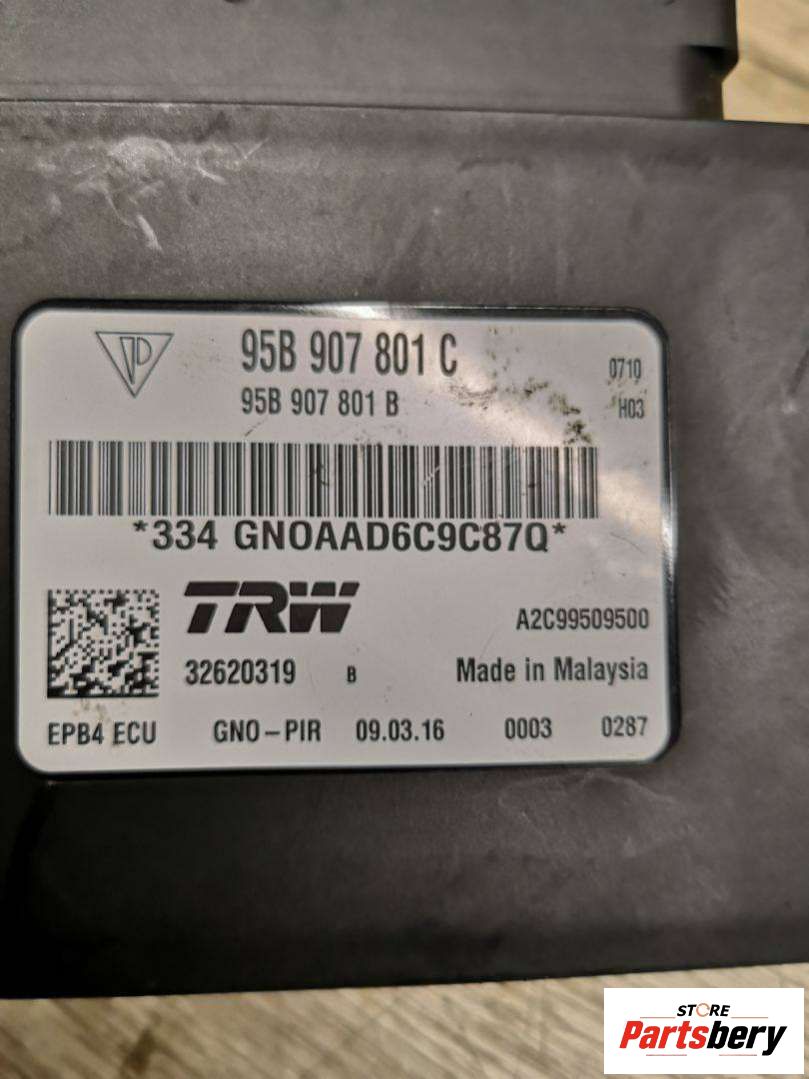 95B 907 801 C
0710
95B 907 801 B
H03
*334 GNOAAD6C9C87Q*
TRW
A2C99509500
32620319 B Made in Malaysia
EPB4 ECU GNO-PIR 09.03.16 0003 0287
STORE
Partsbery